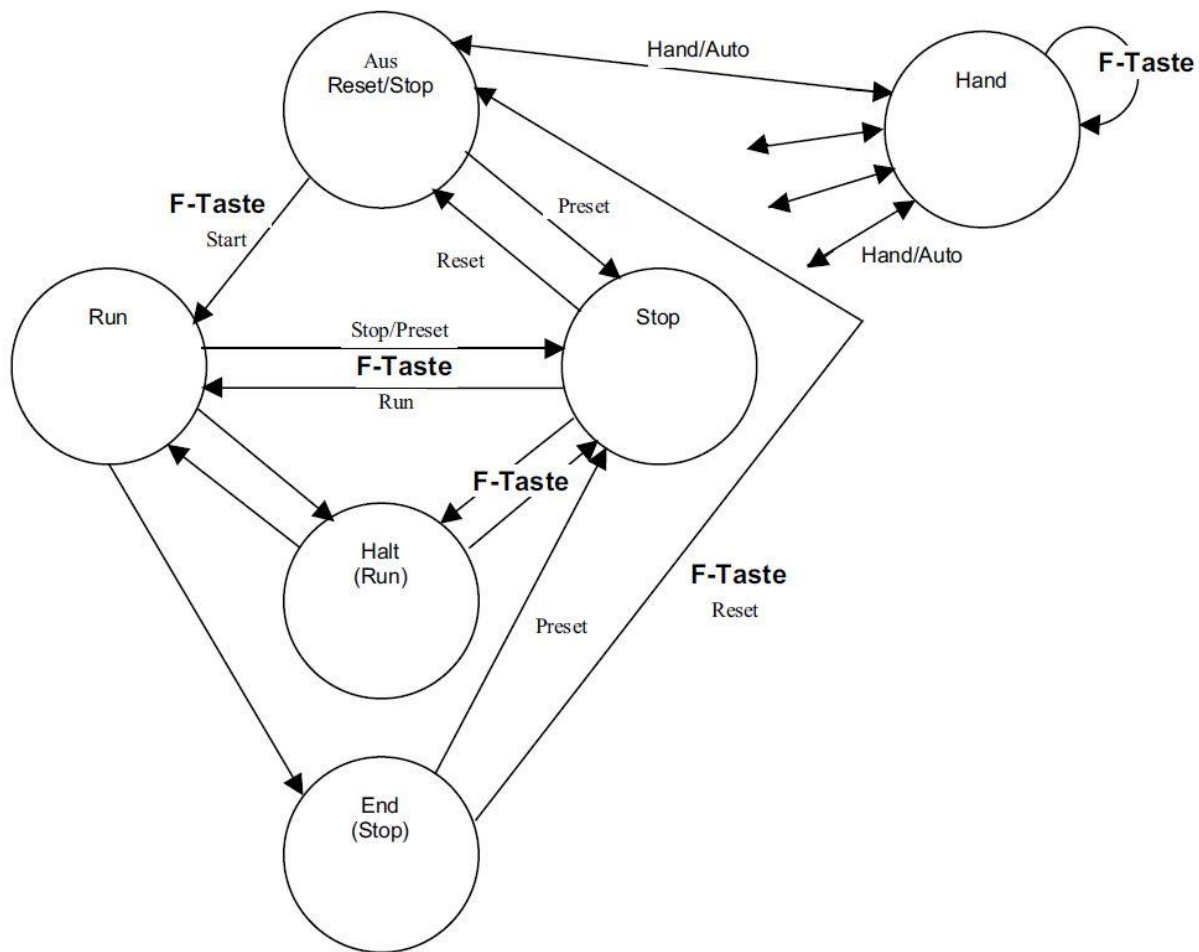 Aus
Reset/Stop
Hand/Auto
Hand
F-Taste
F-Taste
Start
Preset
Reset
Hand/Auto
Run
Stop/Preset
F-Taste
Run
Stop
F-Taste
Halt
(Run)
F-Taste
Reset
Preset
End
(Stop)